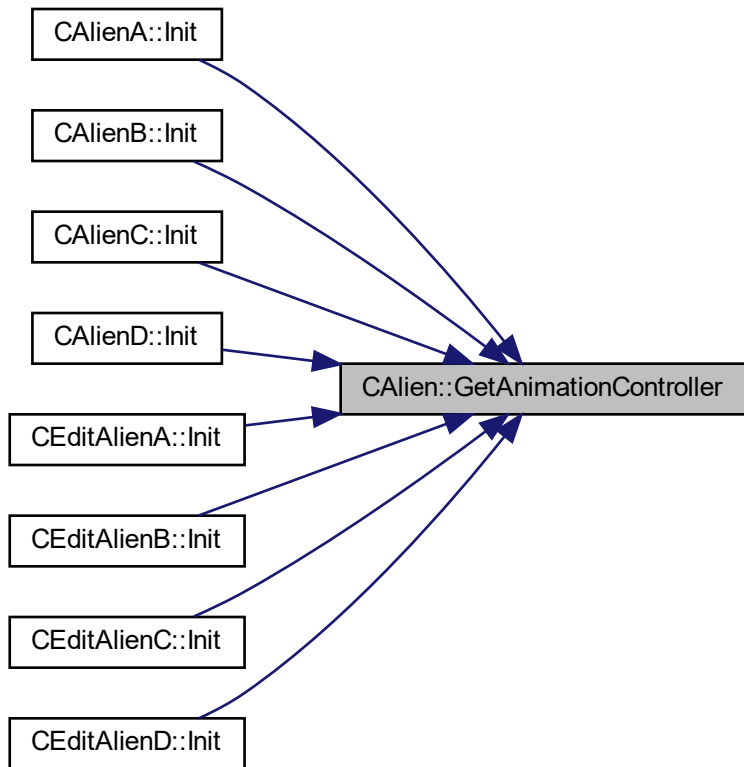 CAlienA::Init
CAlienB::Init
CAlienC::Init
CAlienD::Init
CAlien::GetAnimationController
CEditAlienA::Init
CEditAlienB::Init
CEditAlienC::Init
CEditAlienD::Init